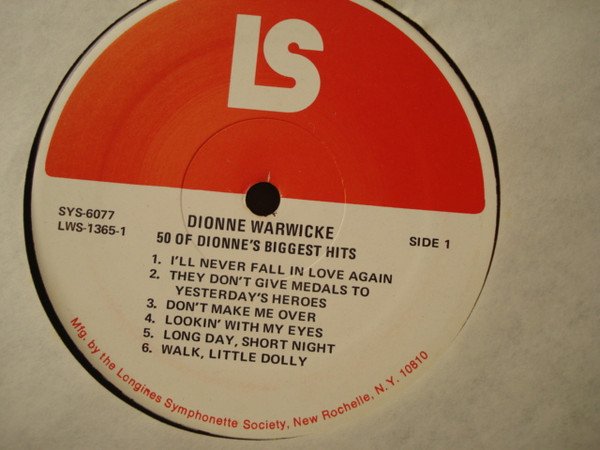 LS
SYS-6077
LWS-1365-1
DIONNE WARWICKE
50 OF DIONNE'S BIGGEST HITS
SIDE 1
1. I'LL NEVER FALL IN LOVE AGAIN
2. THEY DON'T GIVE MEDALS TO
YESTERDAY'S HEROES
3. DON'T MAKE ME OVER
4. LOOKIN' WITH MY EYES
5. LONG DAY, SHORT NIGHT
6. WALK, LITTLE DOLLY
Mfg. by the Longines Symphonette Society, New Rochelle, N.Y. 10810